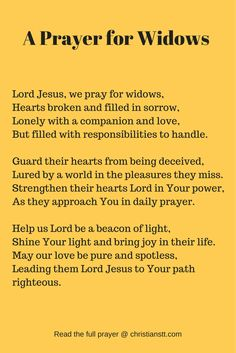 A Prayer for Widows
Lord Jesus, we pray for widows,
Hearts broken and filled in sorrow,
Lonely with a companion and love,
But filled with responsibilities to handle.
Guard their hearts from being deceived,
Lured by a world in the pleasures they miss.
Strengthen their hearts Lord in Your power,
As they approach You in daily prayer.
Help us Lord be a beacon of light,
Shine Your light and bring joy in their life.
May our love be pure and spotless,
Leading them Lord Jesus to Your path
righteous.
Read the full prayer @ christianstt.com